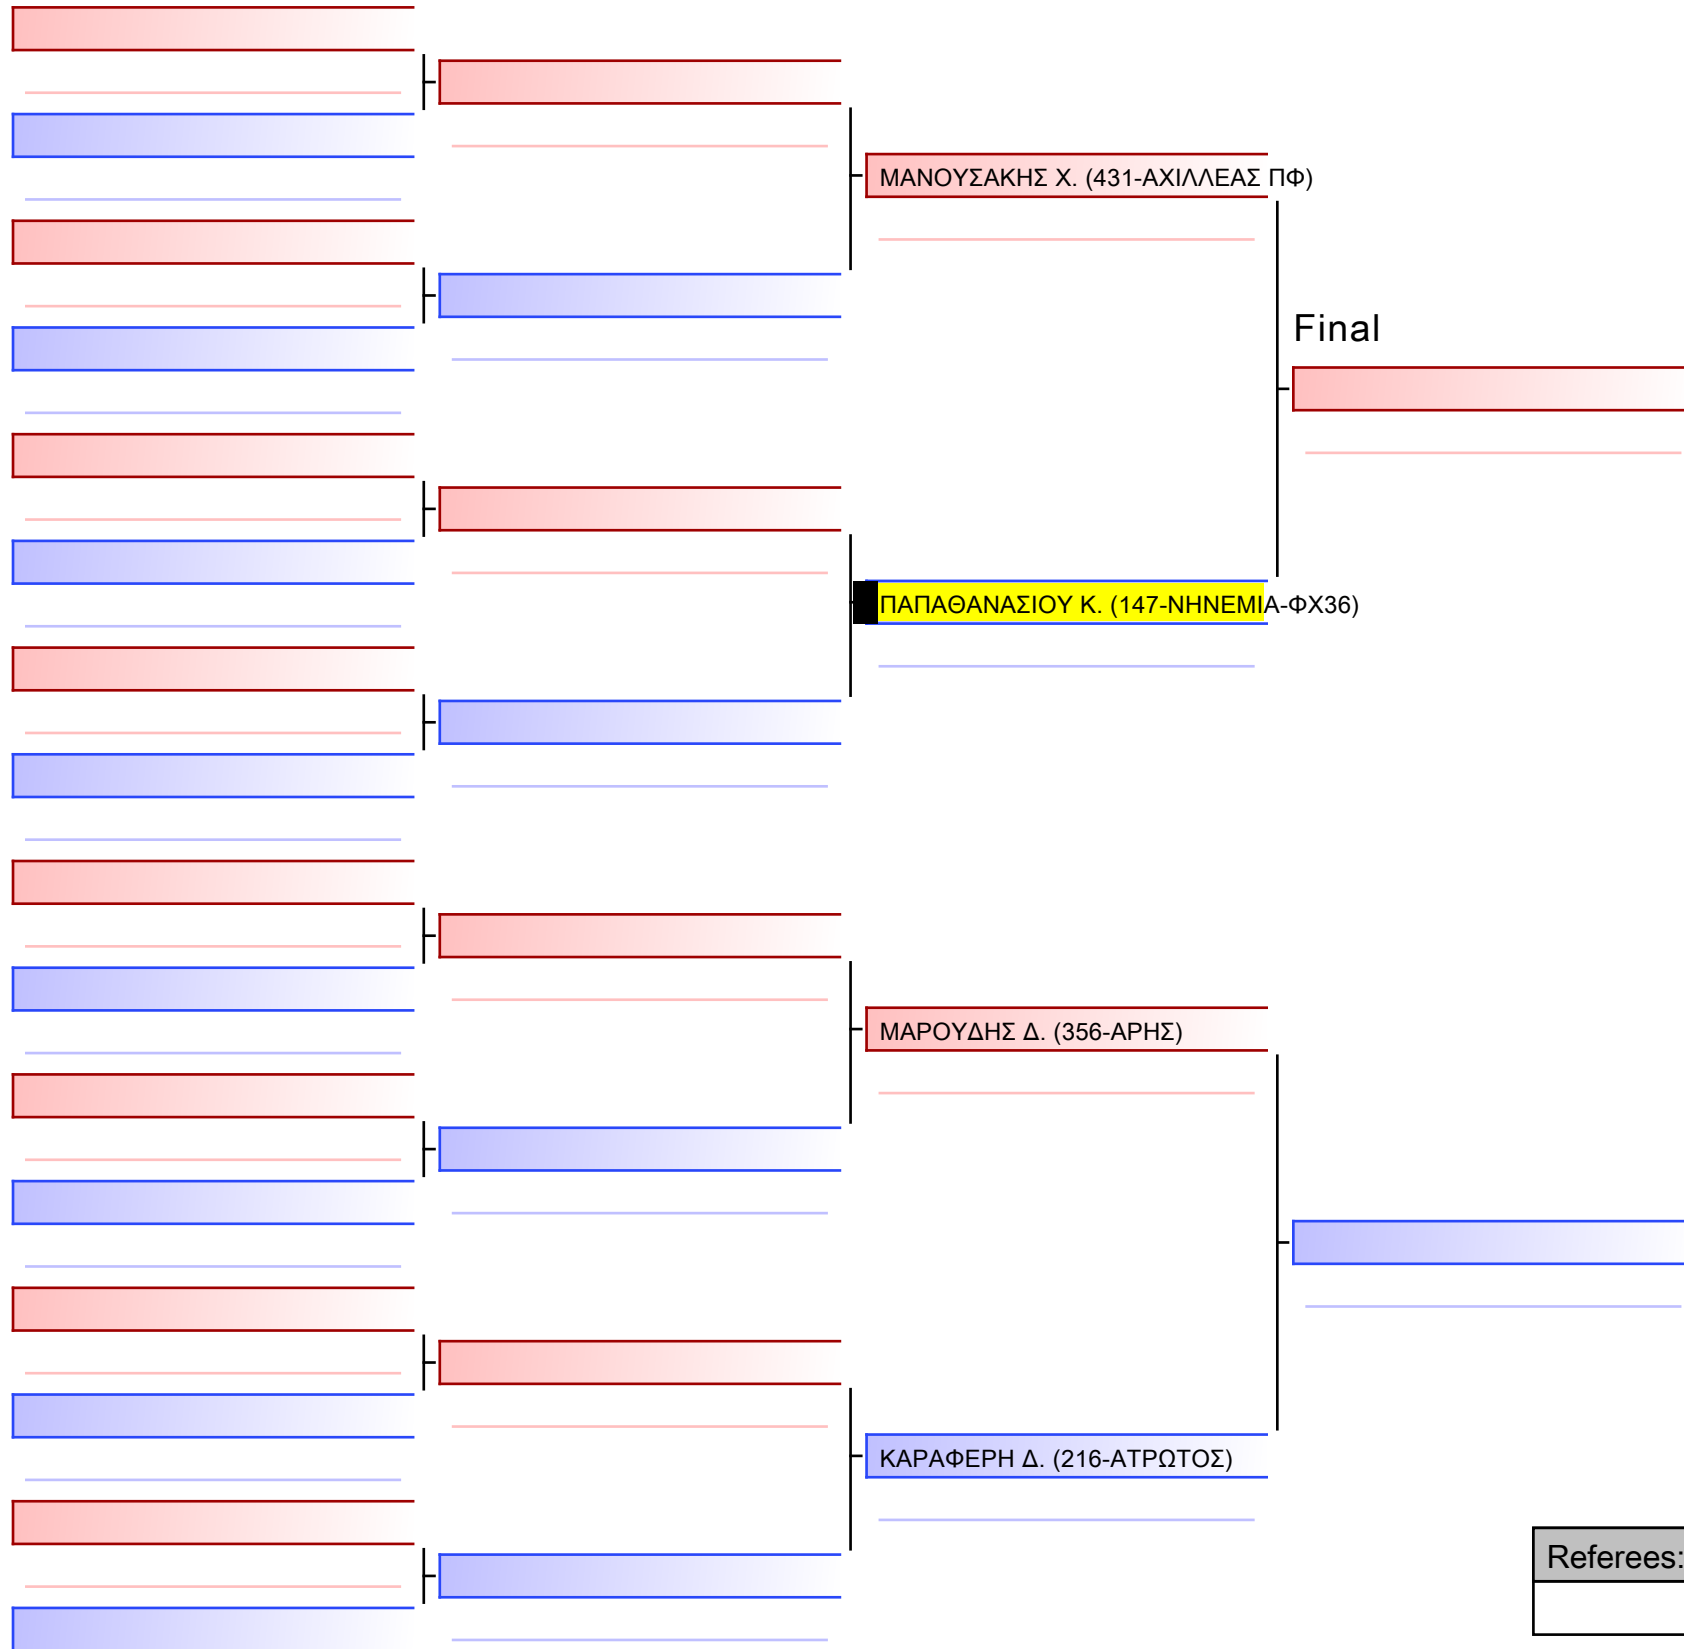 ΜΑΝΟΥΣΑΚΗΣ Χ. (431-ΑΧΙΛΛΕΑΣ ΠΦ)
Final
ΠΑΠΑΘΑΝΑΣΙΟΥ Κ. (147-ΝΗΝΕΜΙΑ-ΦΧ36)
ΜΑΡΟΥΔΗΣ Δ. (356-ΑΡΗΣ)
ΚΑΡΑΦΕΡΗ Δ. (216-ΑΤΡΩΤΟΣ)
Referees: